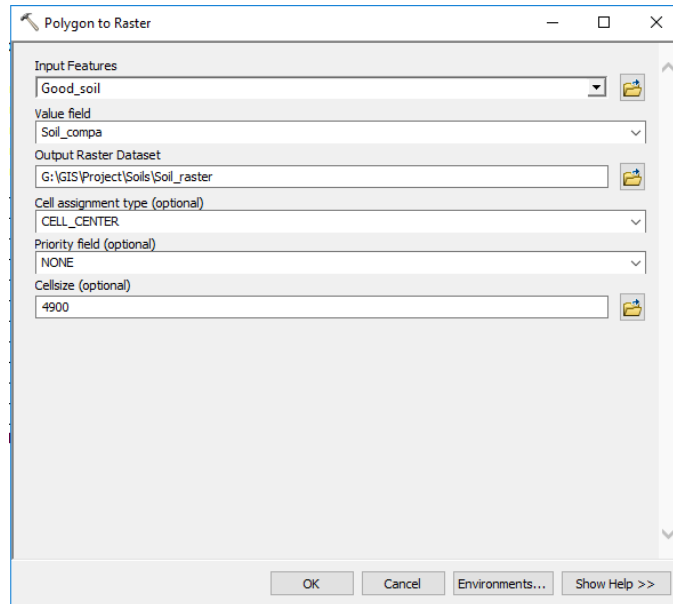 Polygon to Raster
Input Features
Good_soil
Value field
Soil_compa
Output Raster Dataset
G:\GIS\Project\Soils\Soil_raster
Cell assignment type (optional)
CELL_CENTER
Priority field (optional)
NONE
Cellsize (optional)
4900
OK Cancel Environments... Show Help >>